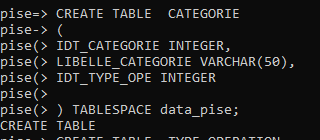 pise=> CREATE TABLE  CATEGORIE
pise-> (
pise(> IDT_CATEGORIE INTEGER,
pise(> LIBELLE_CATEGORIE VARCHAR(50),
pise(> IDT_TYPE_OPE INTEGER
pise(>
pise(> ) TABLESPACE data_pise;
CREATE TABLE
pise=> CREATE TABLE  TYPE_OPERATION